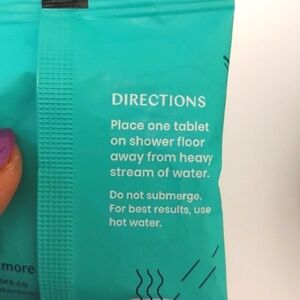 DIRECTIONS
Place one tablet
on shower floor
away from heavy
stream of water.
Do not submerge.
For best results, use
hot water.
more